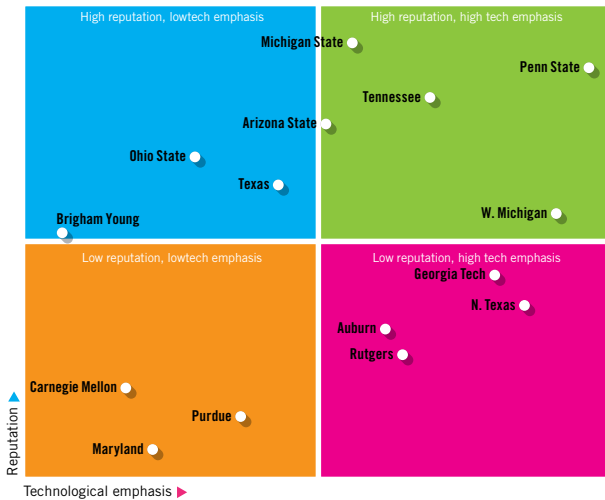 High reputation, lowtech emphasis
High reputation, high tech emphasis
Michigan State
Penn State
Tennessee
Arizona State
Ohio State
Texas
W. Michigan
Brigham Young
Low reputation, lowtech emphasis
Low reputation, high tech emphasis
Georgia Tech
N. Texas
Auburn
Rutgers
Carnegie Mellon
Purdue
Maryland
Reputation
Technological emphasis